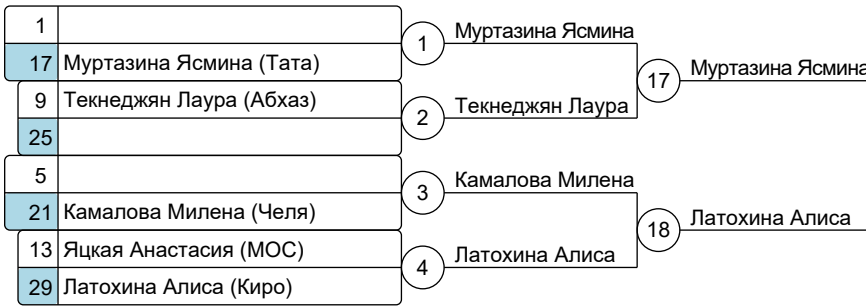 1
17 Муртазина Ясмина (Тата)
1 Муртазина Ясмина
9 Текнеджян Лаура (Абхаз)
25
2 Текнеджян Лаура
17 Муртазина Ясмина
5
21 Камалова Милена (Челя)
3 Камалова Милена
13 Яцкая Анастасия (МОС)
29 Латохина Алиса (Киро)
4 Латохина Алиса
18 Латохина Алиса